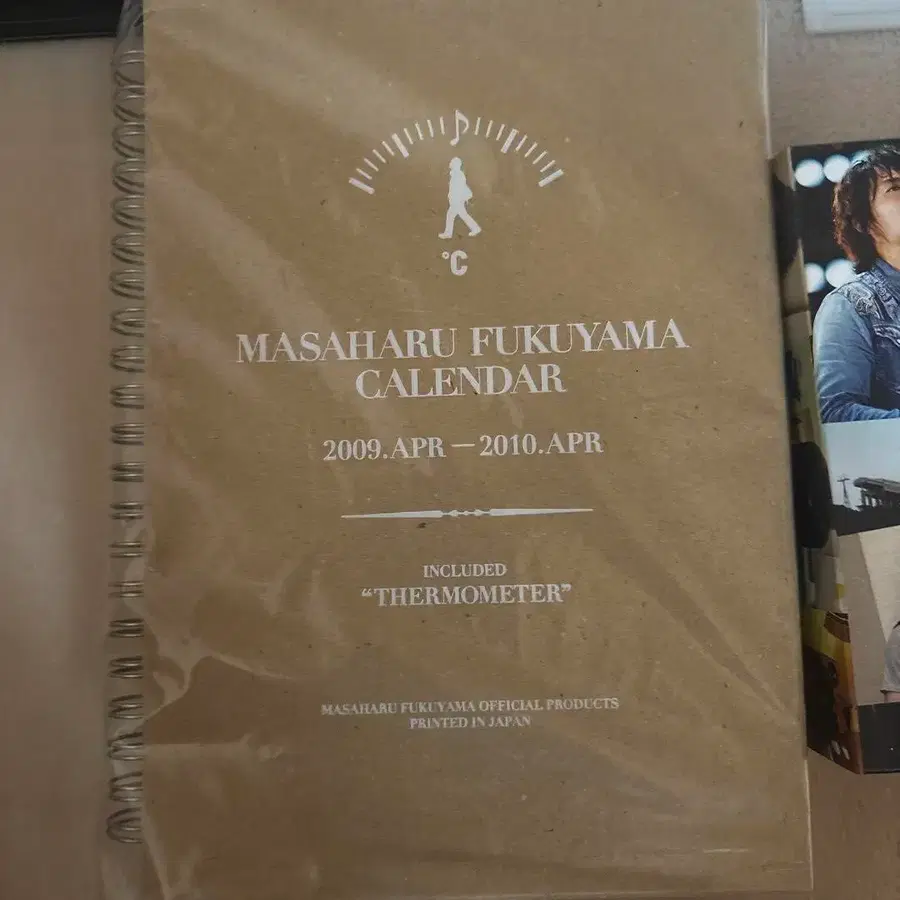 °C
MASAHARU FUKUYAMA
CALENDAR
2009.APR — 2010.APR
INCLUDED
“THERMOMETER”
MASAHARU FUKUYAMA OFFICIAL PRODUCTS
PRINTED IN JAPAN